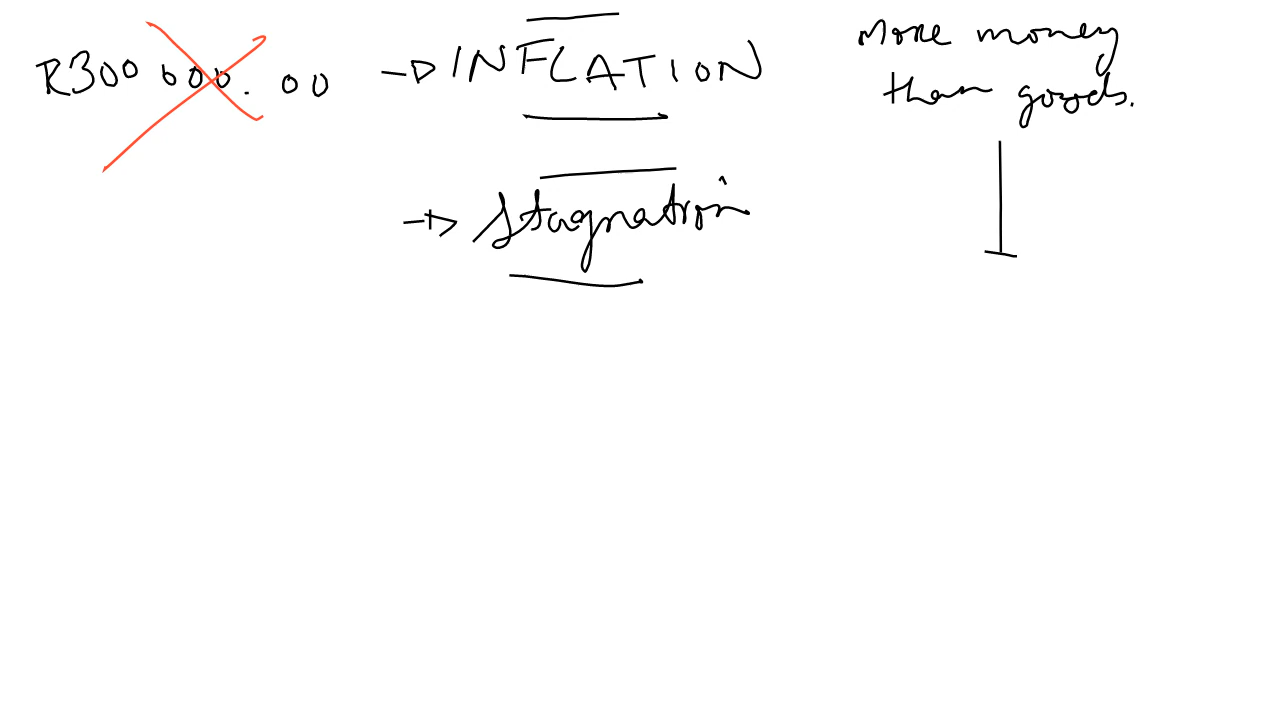 R300 000.00
→ INFLATION
→ Stagnation
More money
than goods.